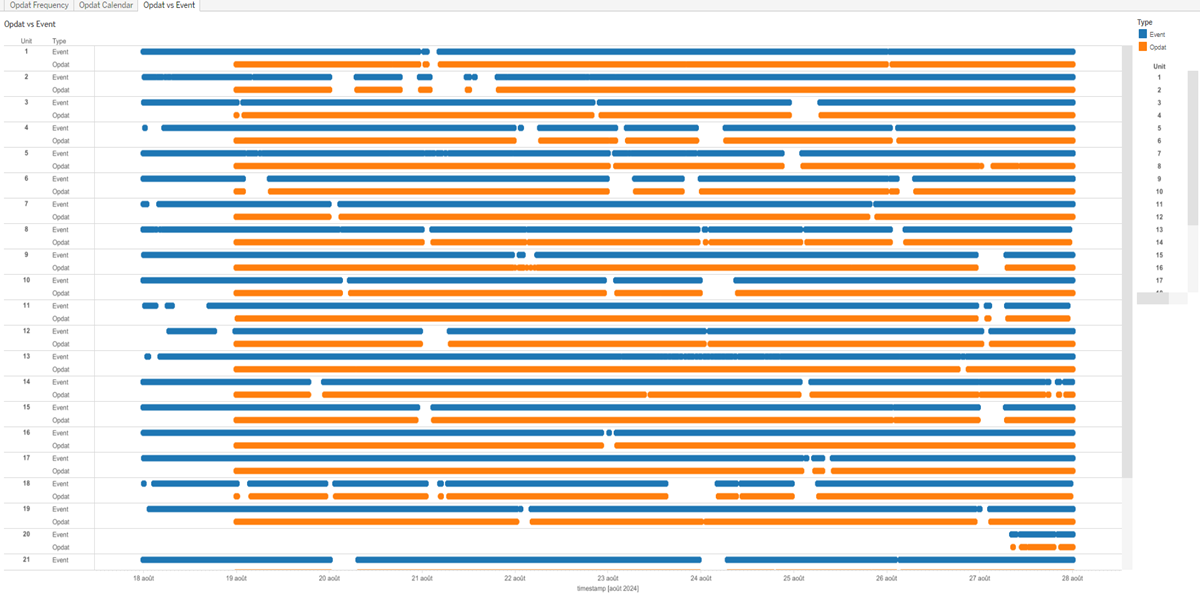 Opdat Frequency Opdat Calendar Opdat vs Event
Opdat vs Event
Unit Type
1 Event
Opdat
2 Event
Opdat
3 Event
Opdat
4 Event
Opdat
5 Event
Opdat
6 Event
Opdat
7 Event
Opdat
8 Event
Opdat
9 Event
Opdat
10 Event
Opdat
11 Event
Opdat
12 Event
Opdat
13 Event
Opdat
14 Event
Opdat
15 Event
Opdat
16 Event
Opdat
17 Event
Opdat
18 Event
Opdat
19 Event
Opdat
20 Event
Opdat
21 Event
18 août 19 août 20 août 21 août 22 août 23 août 24 août 25 août 26 août 27 août 28 août
timestamp [août 2024]
Type
Event
Opdat
Unit
1
2
3
4
5
6
7
8
9
10
11
12
13
14
15
16
17